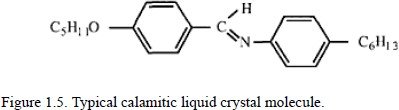 H
C₅H₁₁O C N C₆H₁₃
Figure 1.5. Typical calamitic liquid crystal molecule.